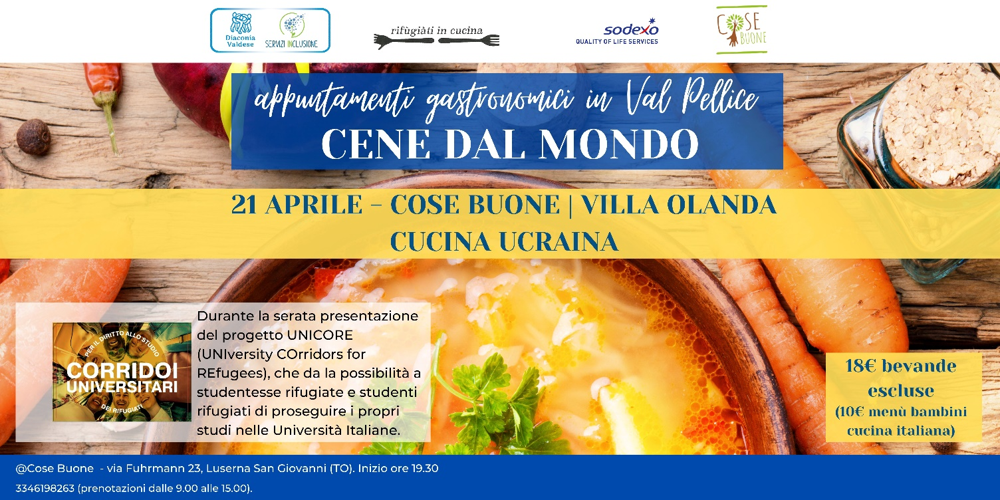 Diaconia
Valdese
SERVIZI INCLUSIONE
rifùgiàti in cucina
sodexo
QUALITY OF LIFE SERVICES
COSE
BUONE
appuntamenti gastronomici in Val Pellice
CENE DAL MONDO
21 APRILE – COSE BUONE | VILLA OLANDA
CUCINA UCRAINA
PER IL DIRITTO ALLO STUDIO
CORRIDOI
UNIVERSITARI
DEI RIFUGIATI
Durante la serata presentazione
del progetto UNICORE
(UNIversity COrridors for
REfugees), che da la possibilità a
studentesse rifugiate e studenti
rifugiati di proseguire i propri
studi nelle Università Italiane.
18€ bevande
escluse
(10€ menù bambini
cucina italiana)
@Cose Buone - via Fuhrmann 23, Luserna San Giovanni (TO). Inizio ore 19.30
3346198263 (prenotazioni dalle 9.00 alle 15.00).